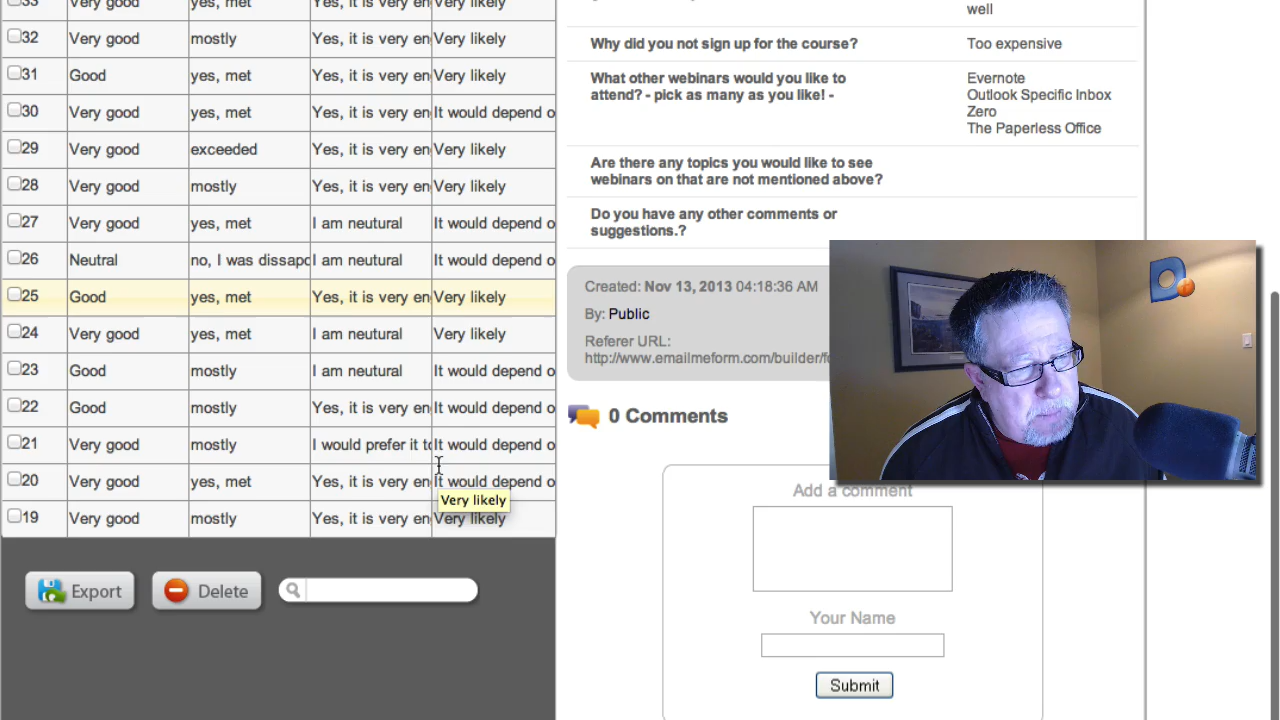 33 Very good yes, met Yes, it is very en Very likely
32 Very good mostly Yes, it is very en Very likely
31 Good yes, met Yes, it is very en Very likely
30 Very good yes, met Yes, it is very en It would depend o
29 Very good exceeded Yes, it is very en Very likely
28 Very good mostly Yes, it is very en Very likely
27 Very good yes, met I am neutural It would depend o
26 Neutral no, I was dissapo I am neutural It would depend o
25 Good yes, met Yes, it is very en Very likely
24 Very good yes, met I am neutural Very likely
23 Good mostly I am neutural It would depend o
22 Good mostly Yes, it is very en It would depend o
21 Very good mostly I would prefer it to It would depend o
20 Very good yes, met Yes, it is very en It would depend o
Very likely
19 Very good mostly Yes, it is very en Very likely
Export Delete
well
Why did you not sign up for the course? Too expensive
What other webinars would you like to Evernote
attend? - pick as many as you like! - Outlook Specific Inbox
Zero
The Paperless Office
Are there any topics you would like to see
webinars on that are not mentioned above?
Do you have any other comments or
suggestions.?
Created: Nov 13, 2013 04:18:36 AM
By: Public
Referer URL:
http://www.emailmeform.com/builder/fo
0 Comments
Add a comment
Your Name
Submit